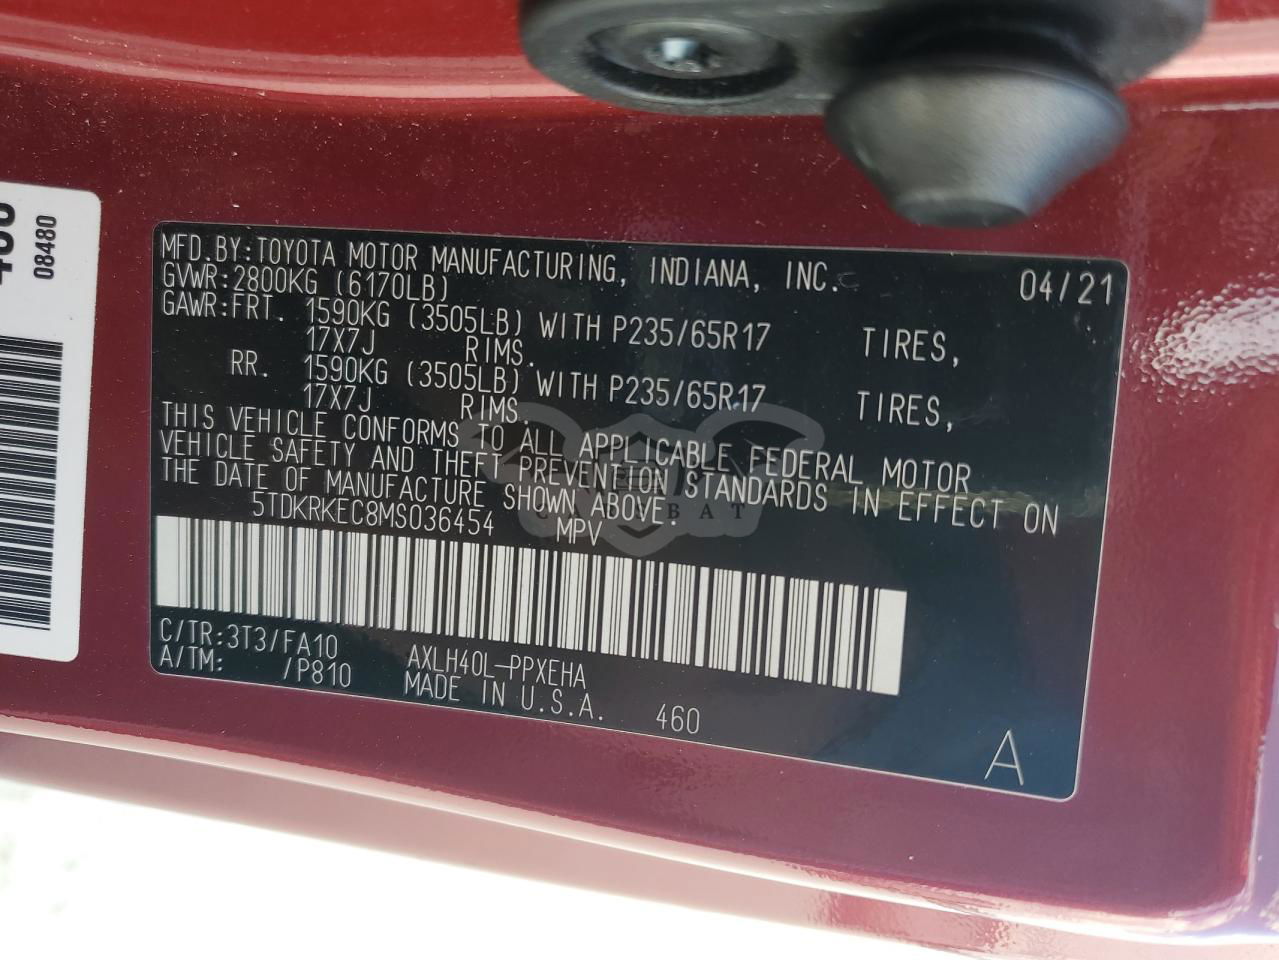 08480
MFD.BY:TOYOTA MOTOR MANUFACTURING, INDIANA, INC. 04/21
GVWR:2800KG (6170LB)
GAWR:FRT. 1590KG (3505LB) WITH P235/65R17 TIRES,
17X7J RIMS.
RR. 1590KG (3505LB) WITH P235/65R17 TIRES,
17X7J RIMS.
THIS VEHICLE CONFORMS TO ALL APPLICABLE FEDERAL MOTOR
VEHICLE SAFETY AND THEFT PREVENTION STANDARDS IN EFFECT ON
THE DATE OF MANUFACTURE SHOWN ABOVE.
5TDKRKEC8MS036454 MPV
C/TR:3T3/FA10 AXLH40L-PPXEHA
A/TM: /P810 MADE IN U.S.A. 460
A